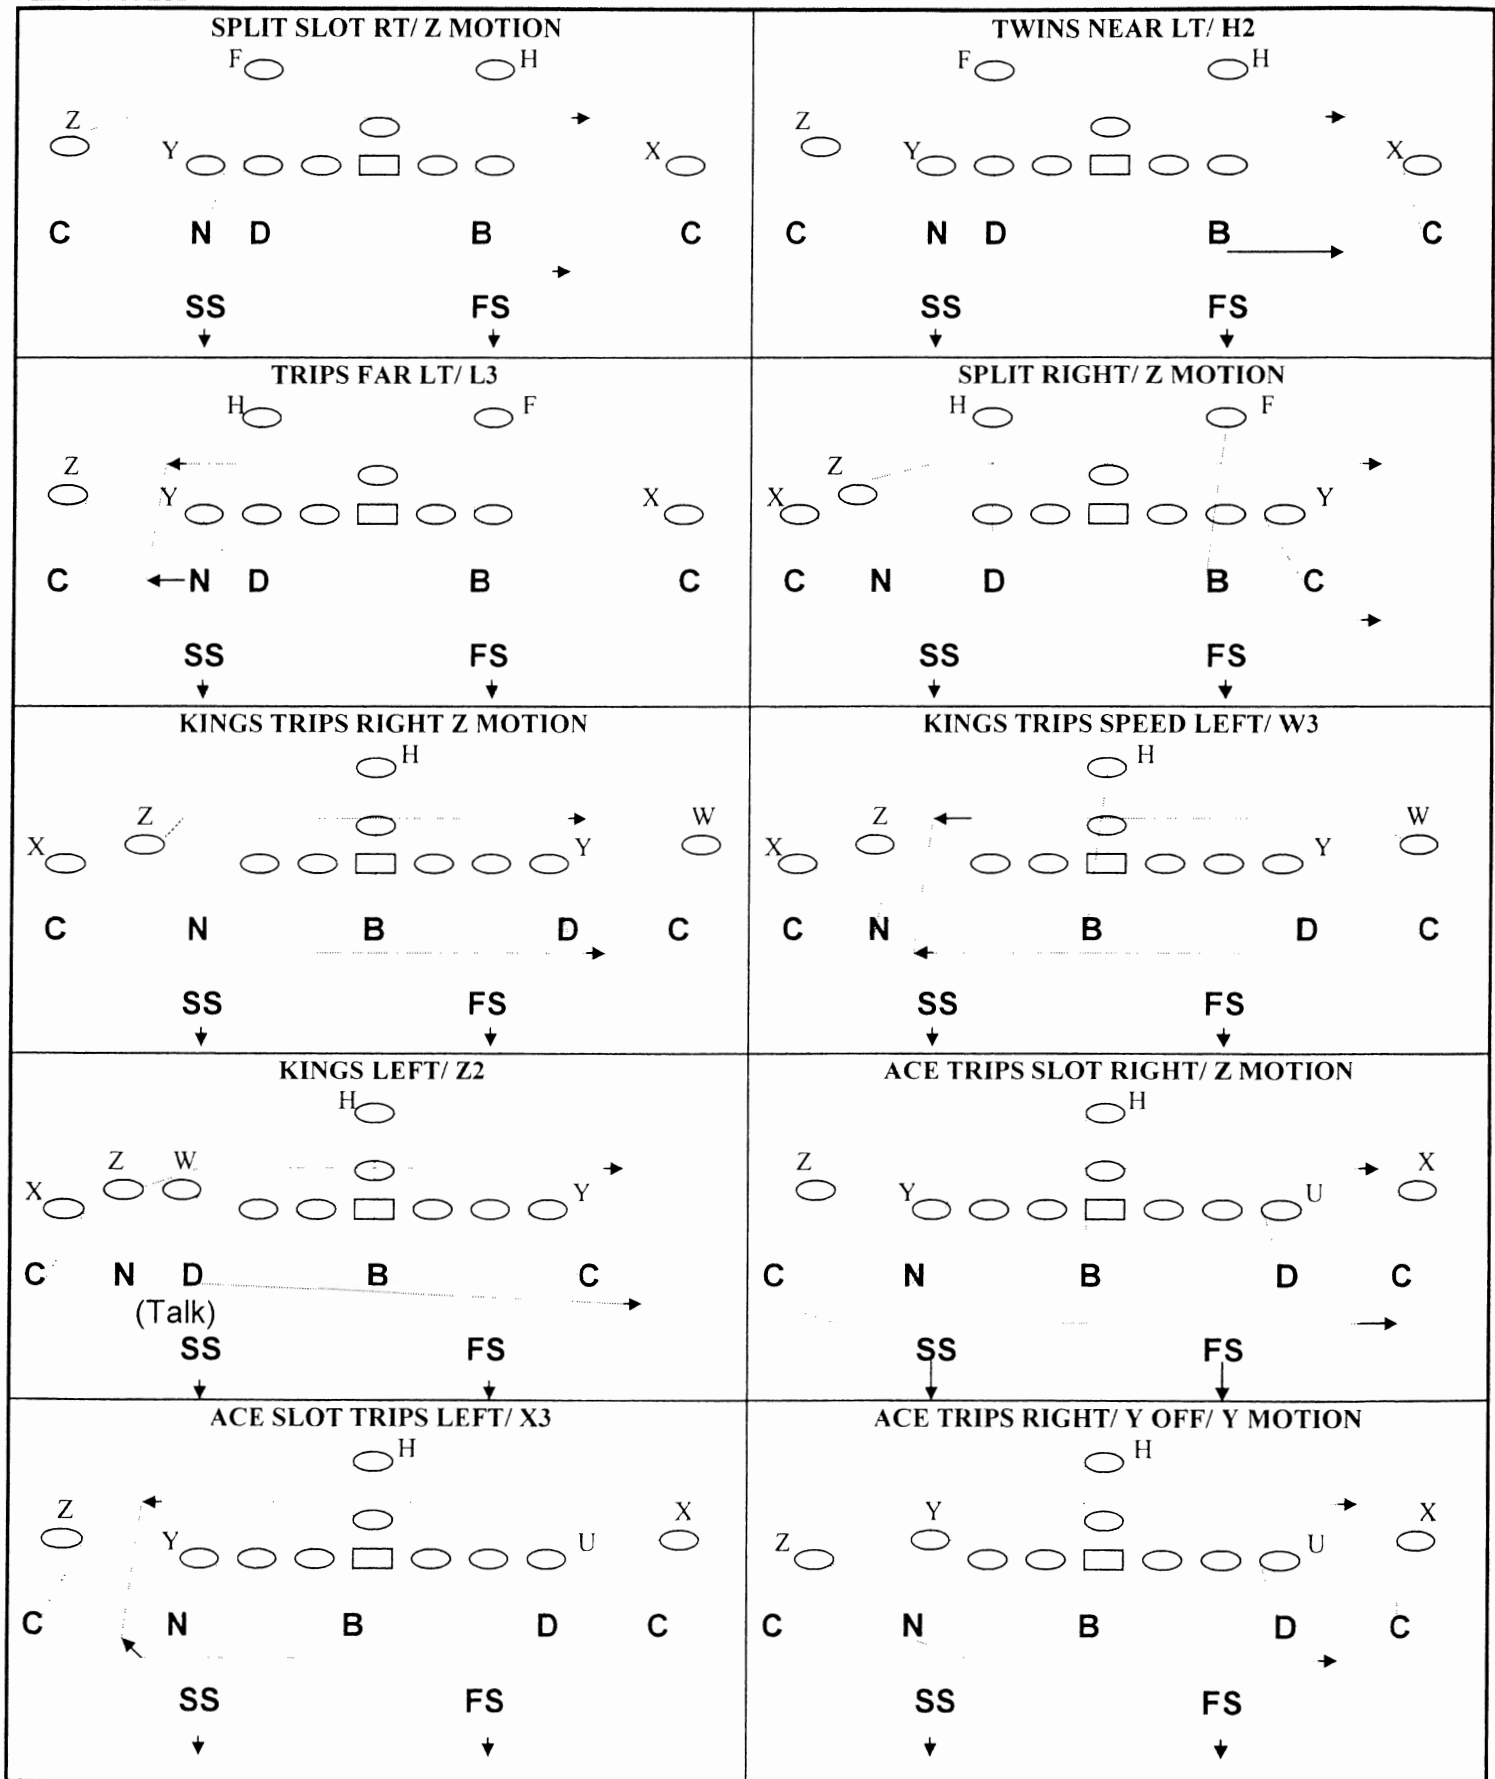 SPLIT SLOT RT/ Z MOTION
F H
Z
Y X
C N D B C
SS FS
TWINS NEAR LT/ H2
F H
Z
Y X
C N D B C
SS FS
TRIPS FAR LT/ L3
H F
Z
Y X
C N D B C
SS FS
SPLIT RIGHT/ Z MOTION
H F
Z
X Y
C N D B C
SS FS
KINGS TRIPS RIGHT Z MOTION
H
Z W
X Y
C N B D C
SS FS
KINGS TRIPS SPEED LEFT/ W3
H
Z W
X Y
C N B D C
SS FS
KINGS LEFT/ Z2
H
Z W
X Y
C N D B C
(Talk)
SS FS
ACE TRIPS SLOT RIGHT/ Z MOTION
H
Z X
Y U
C N B D C
SS FS
ACE SLOT TRIPS LEFT/ X3
H
Z X
Y U
C N B D C
SS FS
ACE TRIPS RIGHT/ Y OFF/ Y MOTION
H
Y X
Z U
C N B D C
SS FS